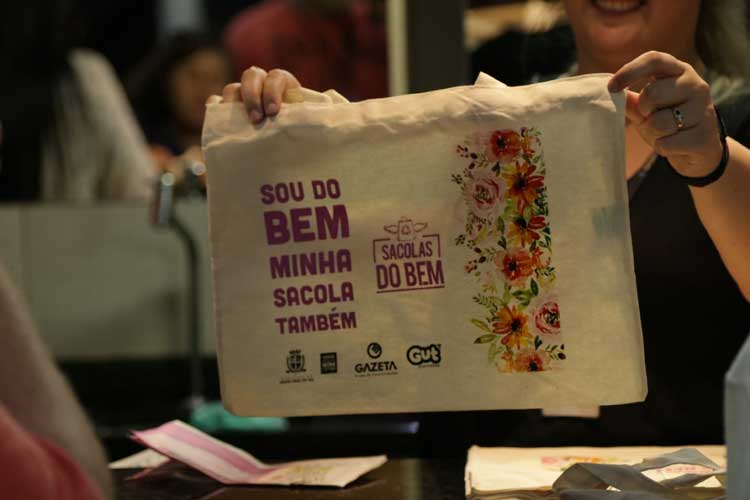 SOU DO
BEM
MINHA
SACOLA
TAMBÉM
SACOLAS
DO BEM
GAZETA
Gut